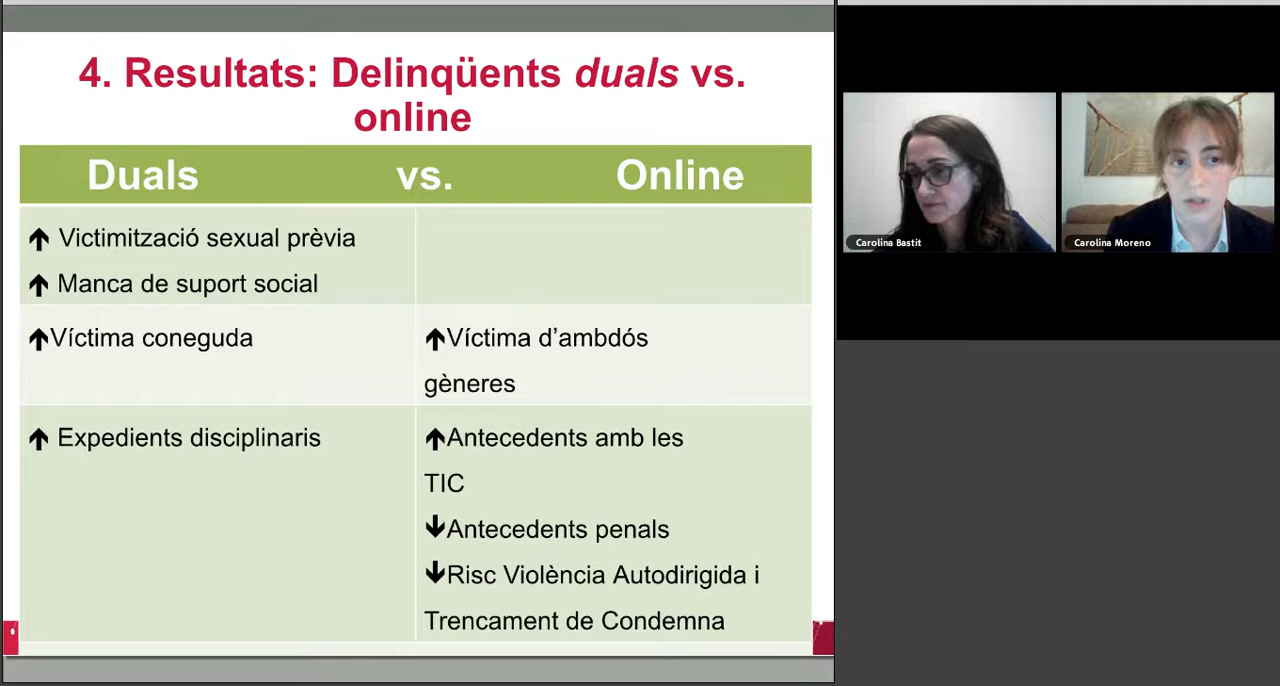 4. Resultats: Delinqüents duals vs.
online
Duals vs. Online
↑ Victimització sexual prèvia
↑ Manca de suport social
↑Víctima coneguda
↑Víctima d’ambdós
gèneres
↑ Expedients disciplinaris
↑Antecedents amb les
TIC
↓Antecedents penals
↓Risc Violència Autodirigida i
Trencament de Condemna
Carolina Bastit
Carolina Moreno